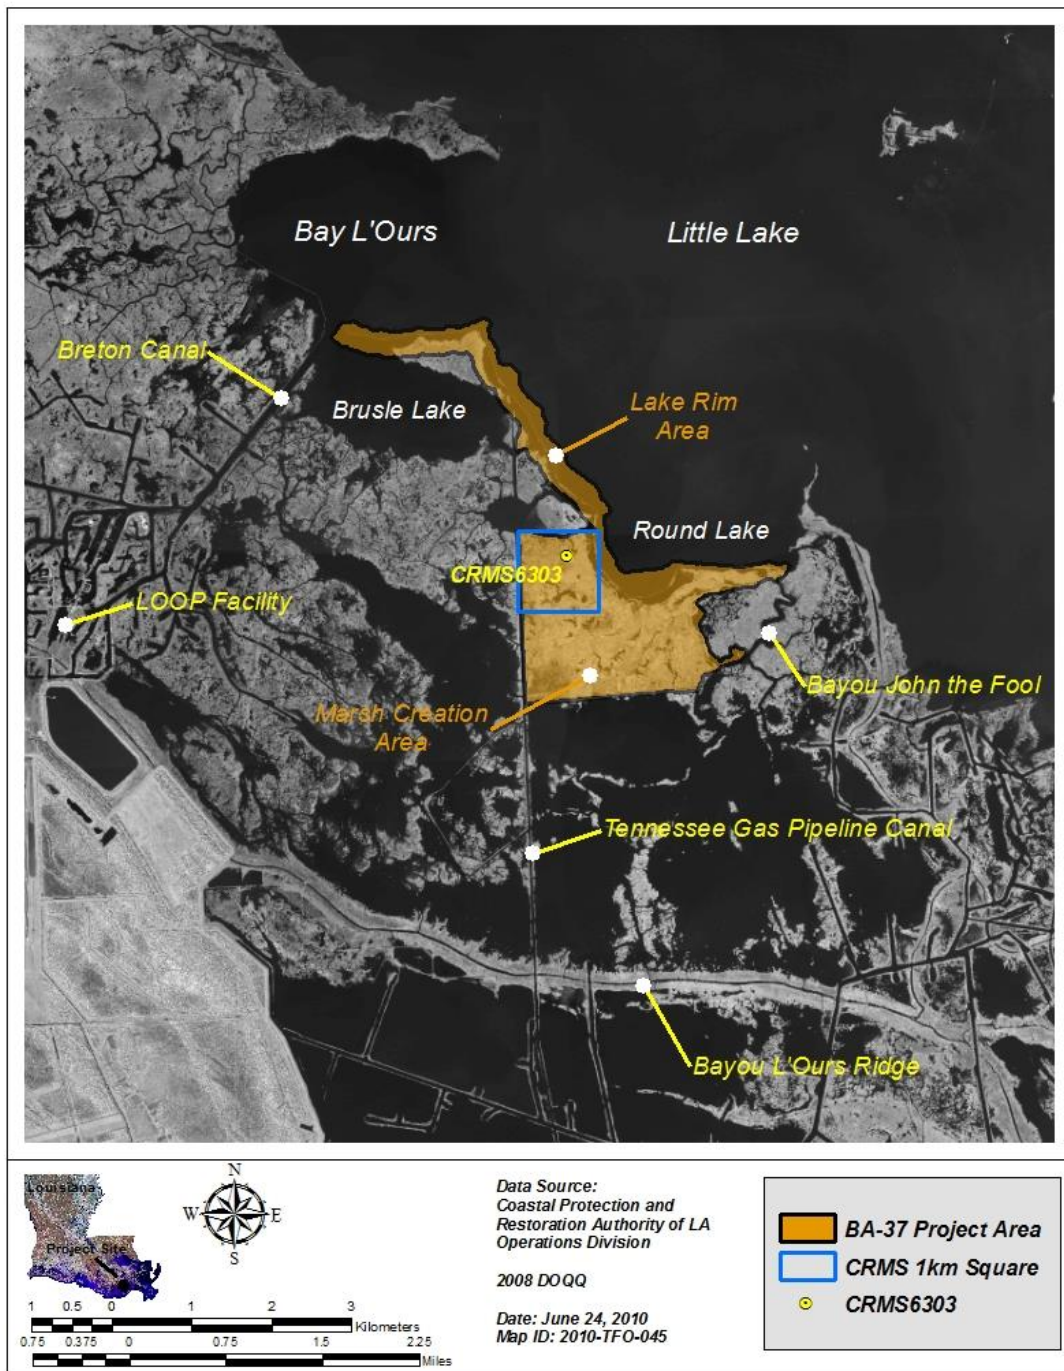 Bay L'Ours
Little Lake
Breton Canal
Brusle Lake
Lake Rim
Area
Round Lake
CRMS6303
LOOP Facility
Bayou John the Fool
Marsh Creation
Area
Tennessee Gas Pipeline Canal
Bayou L'Ours Ridge
Louisiana
Project Site
N
W
E
S
1 0.5 0 1 2 3
Kilometers
0.75 0.375 0 0.75 1.5 2.25
Miles
Data Source:
Coastal Protection and
Restoration Authority of LA
Operations Division
2008 DOQQ
Date: June 24, 2010
Map ID: 2010-TFO-045
BA-37 Project Area
CRMS 1km Square
CRMS6303